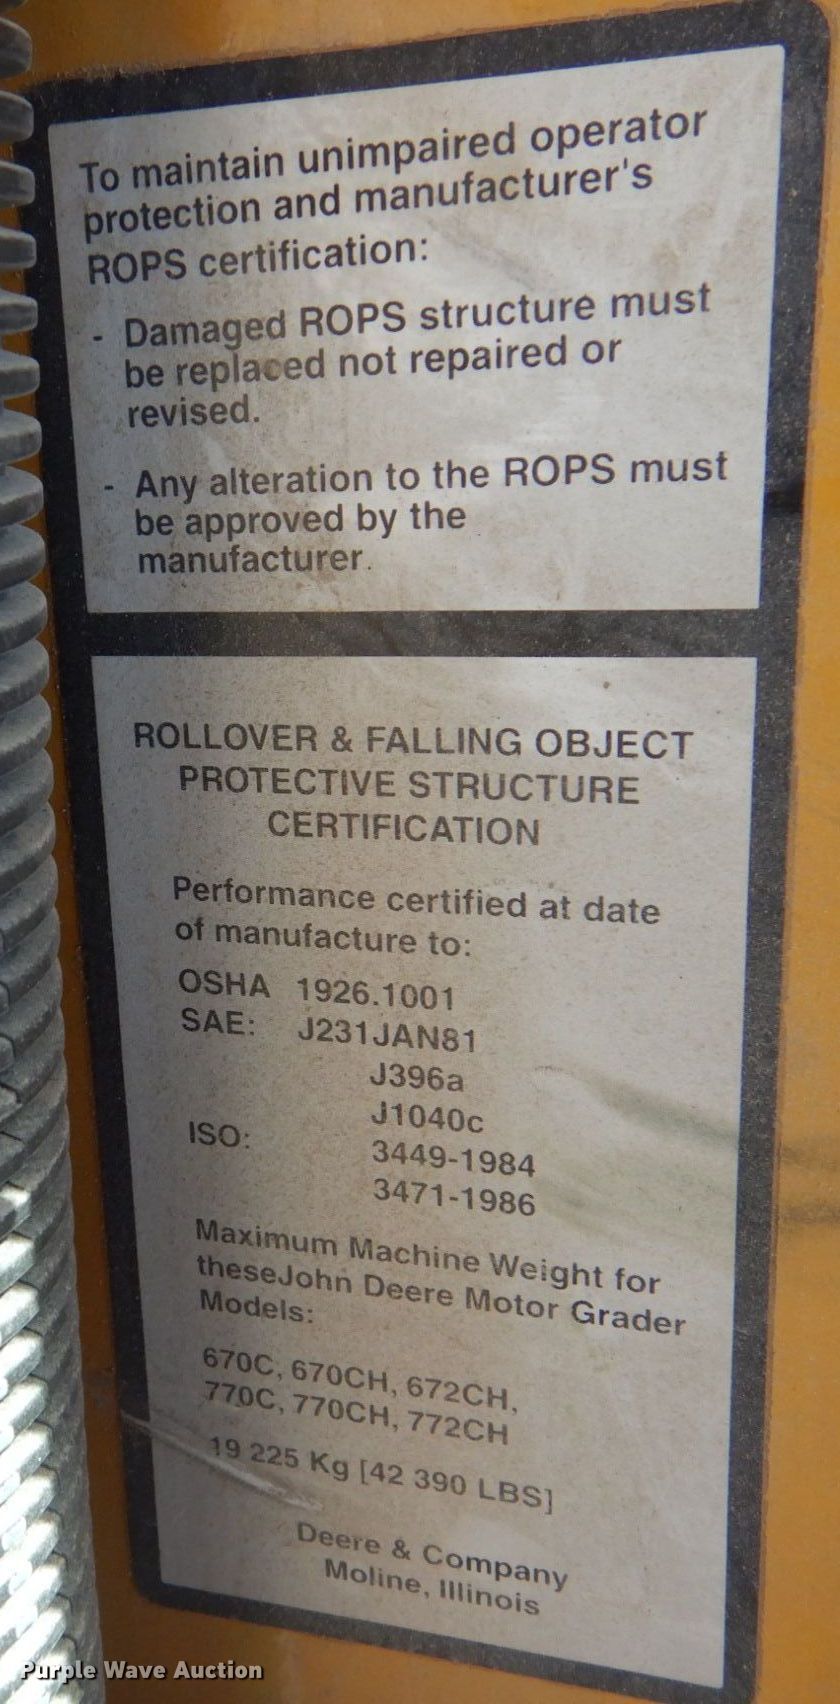 To maintain unimpaired operator
protection and manufacturer's
ROPS certification:
- Damaged ROPS structure must
be replaced not repaired or
revised.
- Any alteration to the ROPS must
be approved by the
manufacturer.
ROLLOVER & FALLING OBJECT
PROTECTIVE STRUCTURE
CERTIFICATION
Performance certified at date
of manufacture to:
OSHA 1926.1001
SAE: J231JAN81
J396a
J1040c
ISO: 3449-1984
3471-1986
Maximum Machine Weight for
theseJohn Deere Motor Grader
Models:
670C, 670CH, 672CH,
770C, 770CH, 772CH
19 225 Kg [42 390 LBS]
Deere & Company
Moline, Illinois
Purple Wave Auction